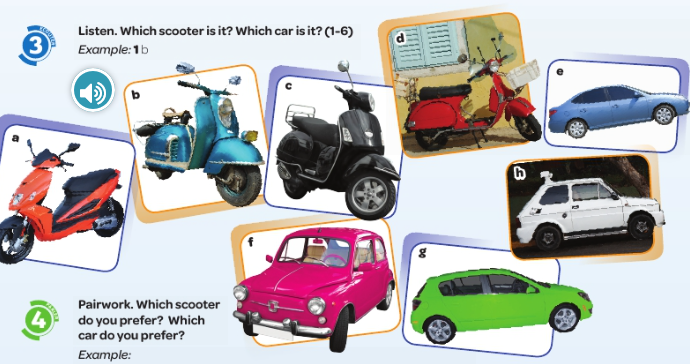 3 Listen. Which scooter is it? Which car is it? (1-6)
Example: 1 b
a
b
c
d
e
f
g
h
4 Pairwork. Which scooter
do you prefer? Which
car do you prefer?
Example: